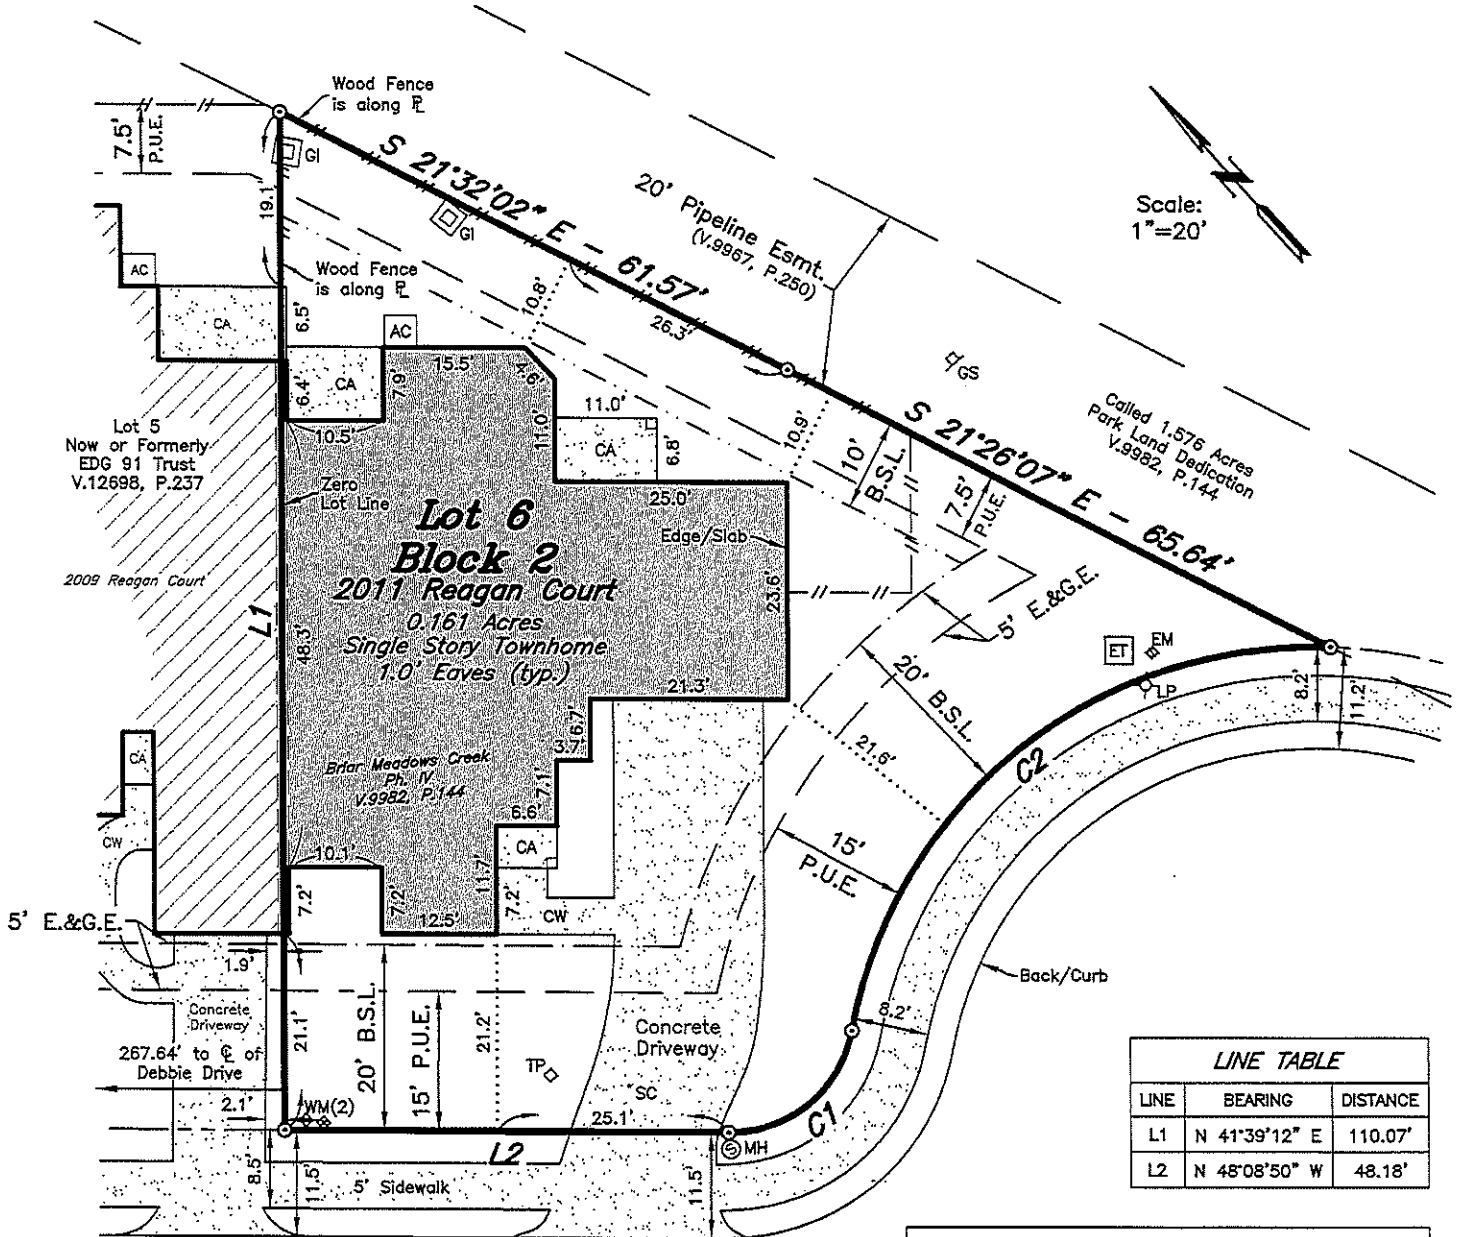 Wood Fence
is along ℙL
7.5'
P.U.E.
GI
19.1'
S 21°32'02" E - 61.57'
GI
20' Pipeline Esmt.
(V.9967, P.250)
Scale:
1"=20'
AC
Wood Fence
is along ℙL
10.8'
26.3'
CA
6.5'
AC
15.5'
4.6'
CA
6.4'
7.9'
10.5'
11.0'
11.0'
CA
6.8'
10.9'
GS
Called 1.576 Acres
Park Land Dedication
V.9982, P.144
S 21°26'07" E - 65.64'
10'
B.S.L.
7.5'
P.U.E.
Lot 5
Now or Formerly
EDG 91 Trust
V.12698, P.237
Zero
Lot Line
25.0'
Edge/Slab
Lot 6
Block 2
2011 Reagan Court
0.161 Acres
Single Story Townhome
1.0' Eaves (typ.)
2009 Reagan Court
L1
48.3'
23.6'
5' E.&G.E.
ET
EM
LP
20' B.S.L.
8.2'
11.2'
21.3'
6.7'
3.7'
7.1'
21.6'
C2
Briar Meadows Creek
Ph. IV
V.9982, P.144
CA
6.6'
CA
15'
P.U.E.
CW
10.1'
7.2'
7.2'
11.7'
7.2'
12.5'
CW
5' E.&G.E.
1.9'
Concrete
Driveway
267.64' to ℄ of
Debbie Drive
21.1'
20' B.S.L.
15' P.U.E.
21.2'
TP
Concrete
Driveway
SC
8.2'
Back/Curb
2.1'
WM(2)
25.1'
C1
L2
MH
8.5'
11.5'
5' Sidewalk
11.5'
LINE TABLE
LINE BEARING DISTANCE
L1 N 41°39'12" E 110.07'
L2 N 48°08'50" W 48.18'